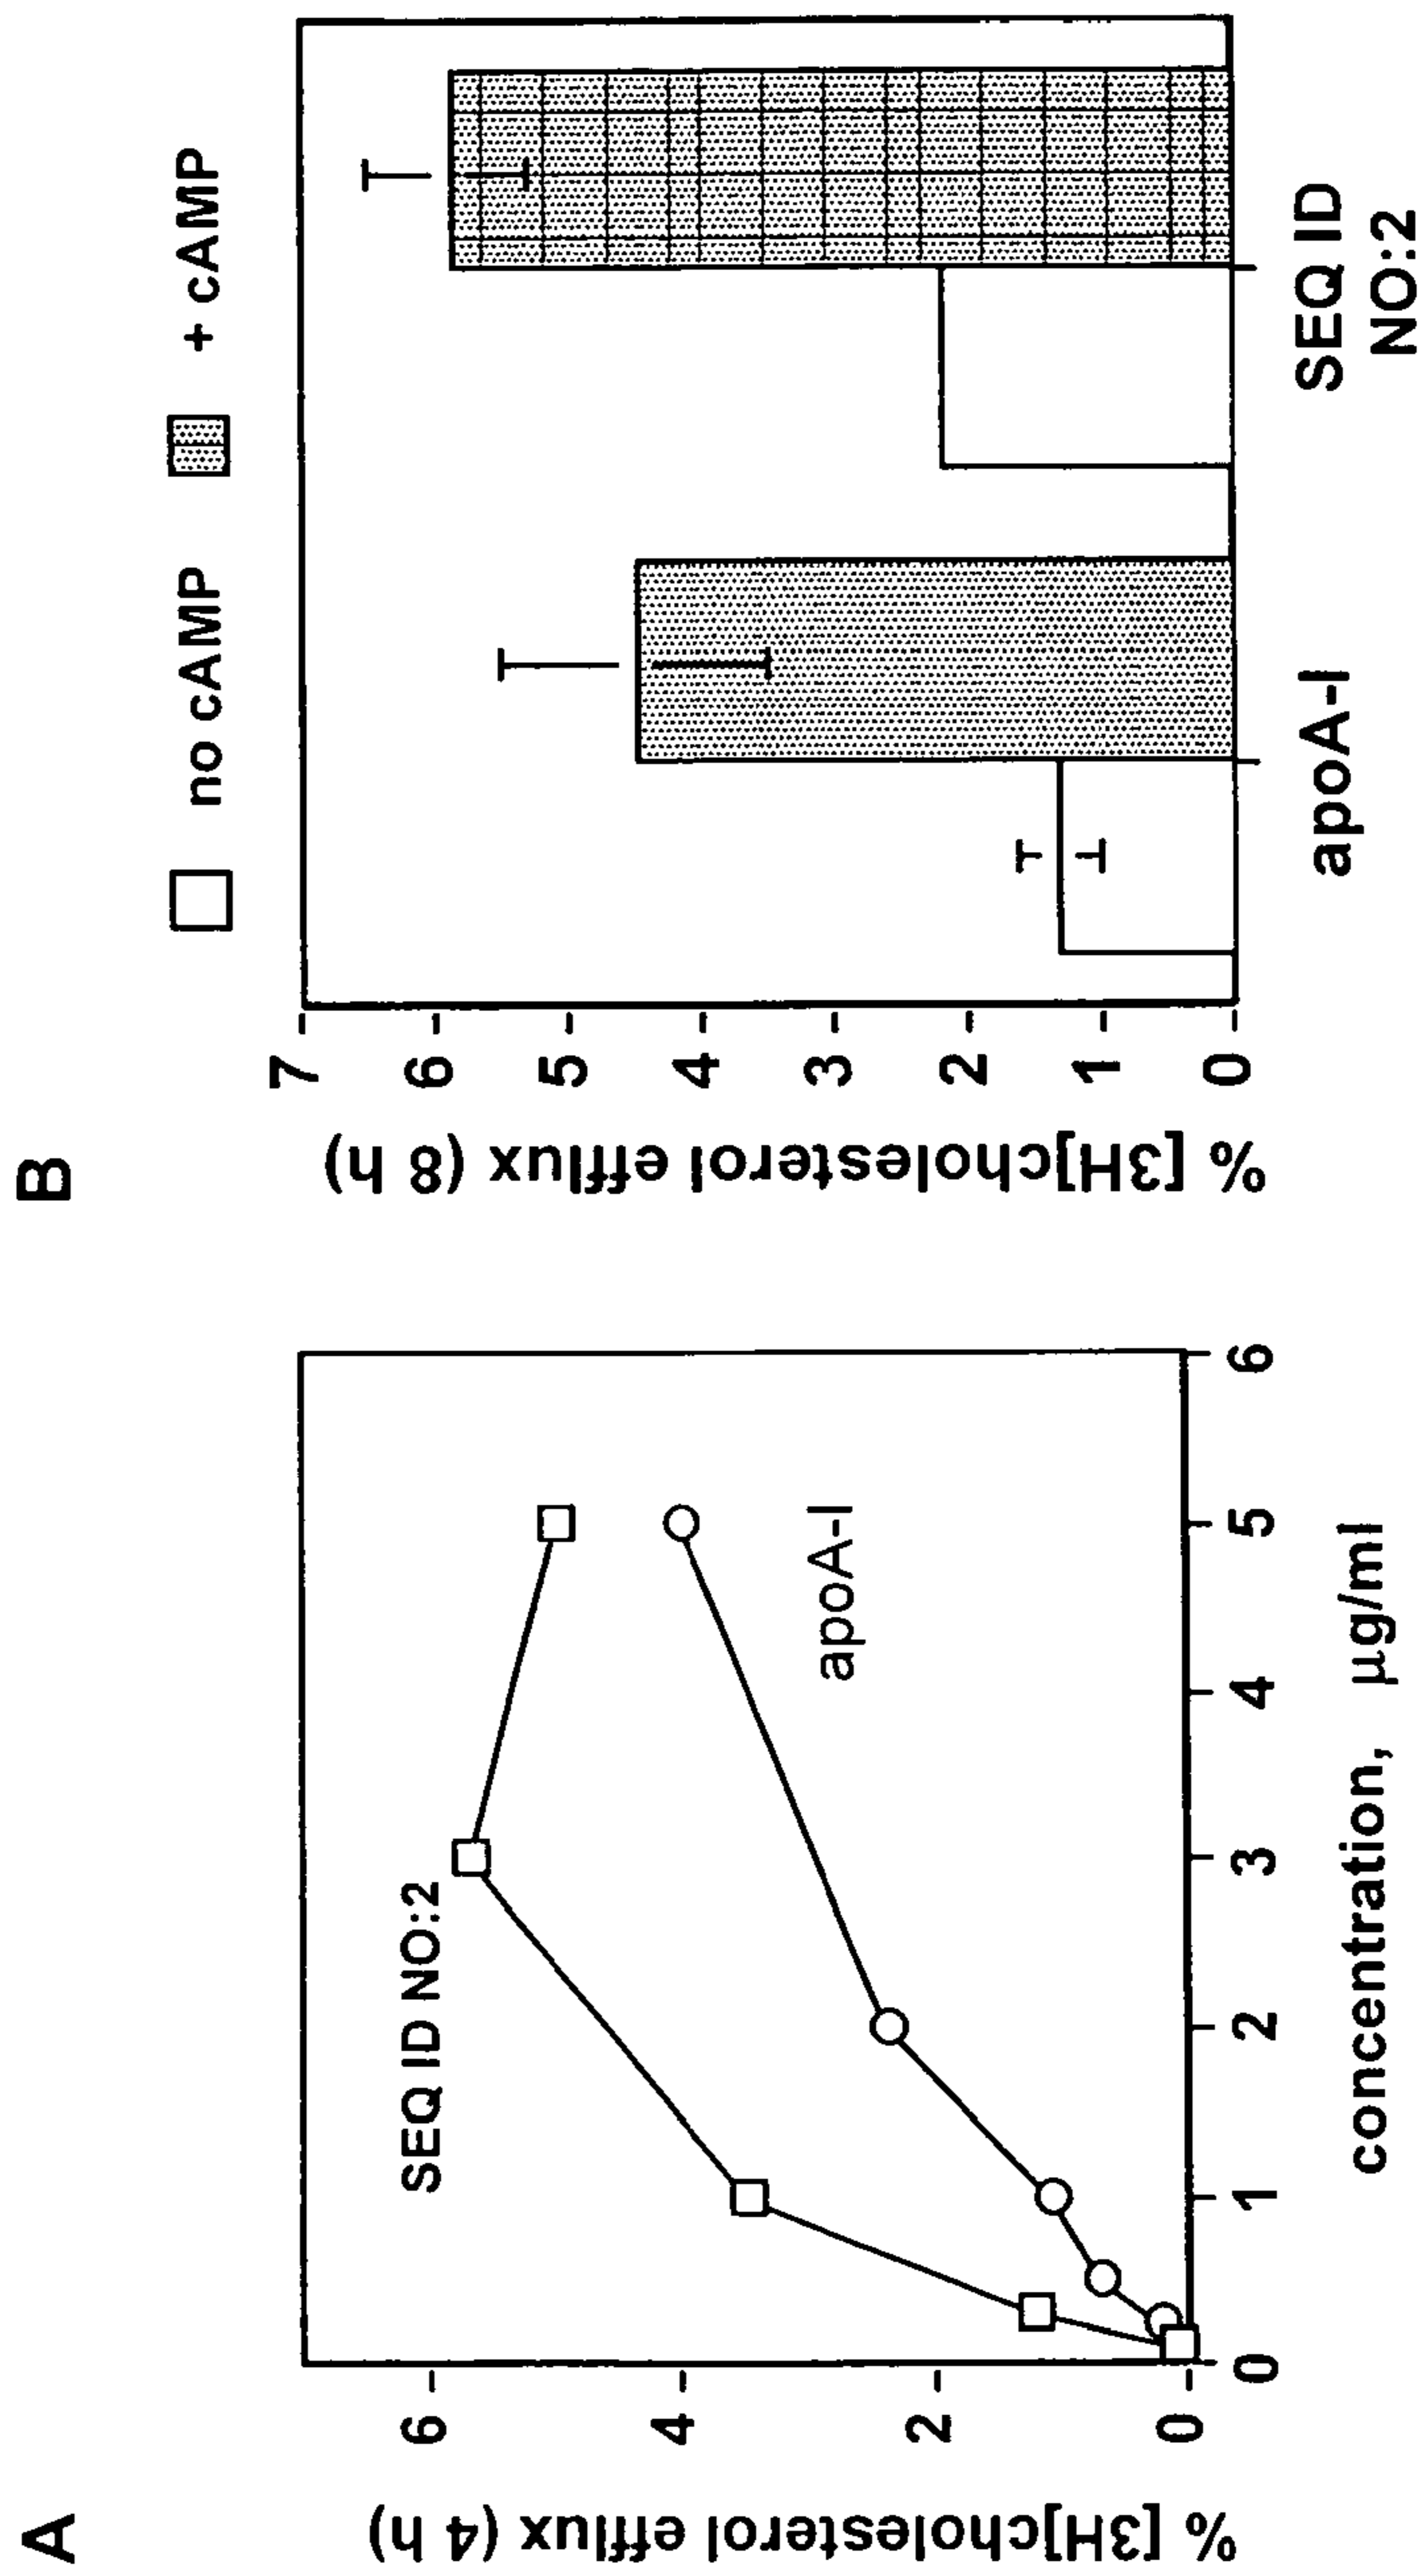 A
% [3H]cholesterol efflux (4 h)
6
4
2
0
SEQ ID NO:2
apoA-I
0 1 2 3 4 5 6
concentration, µg/ml
B
no cAMP + cAMP
% [3H]cholesterol efflux (8 h)
7
6
5
4
3
2
1
0
apoA-I
SEQ ID
NO:2